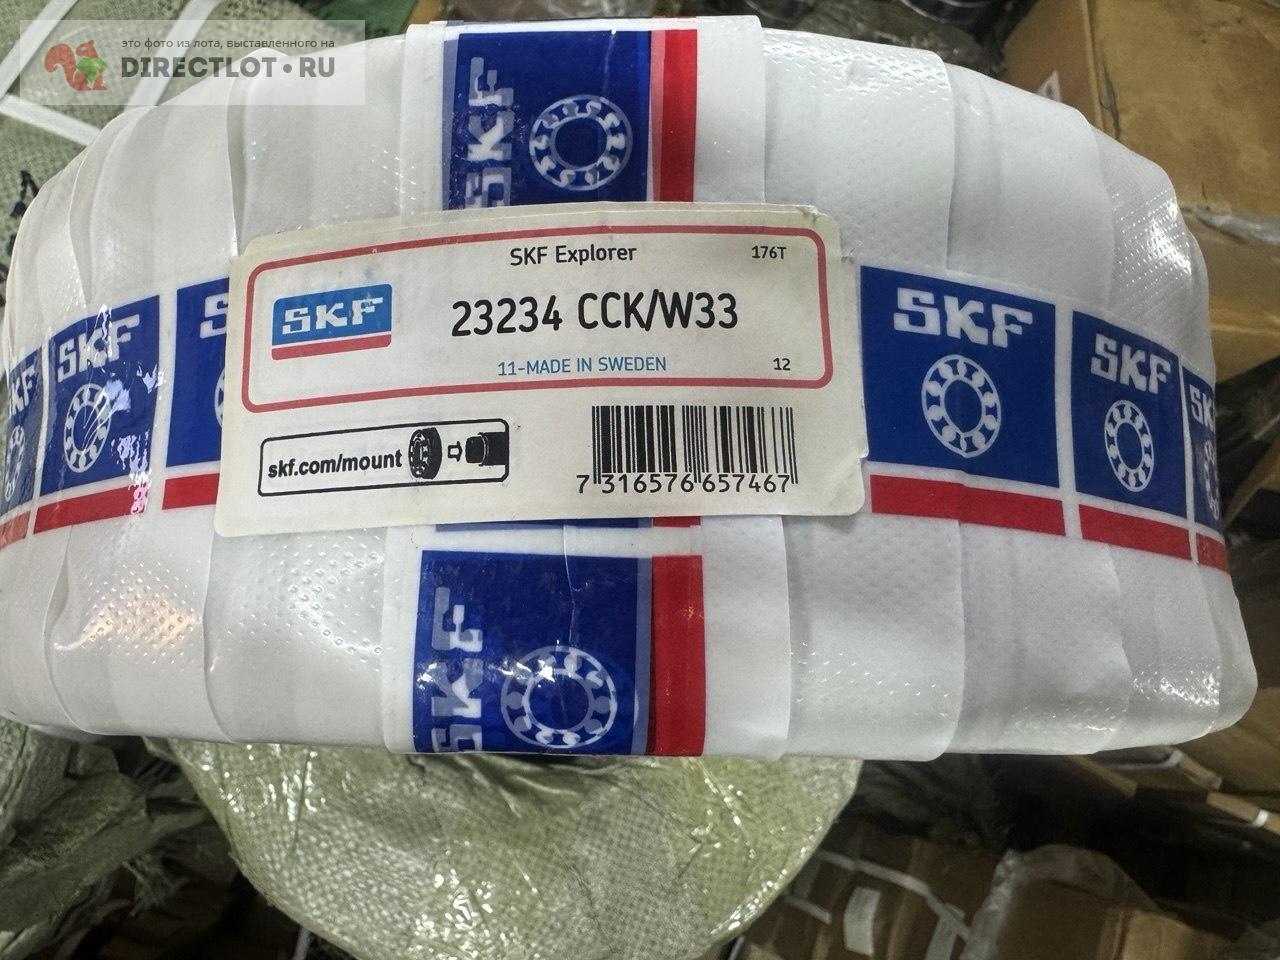 это фото из лота, выставленного на
DIRECTLOT.RU
SKF
SKF Explorer 176T
SKF 23234 CCK/W33
11-MADE IN SWEDEN 12
skf.com/mount
7 316576 657467
SKF
SKF
SKF
SKF
SKF